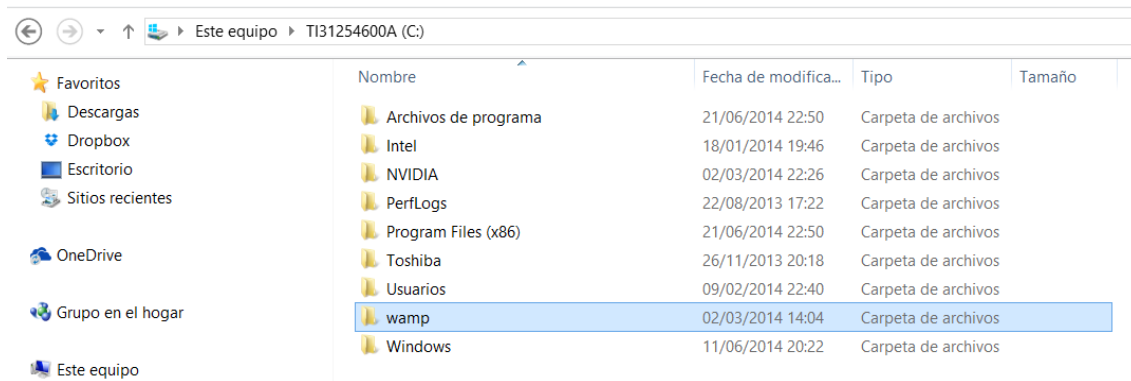 Este equipo TI31254600A (C:)
Favoritos
Descargas
Dropbox
Escritorio
Sitios recientes
OneDrive
Grupo en el hogar
Este equipo
Nombre Fecha de modifica... Tipo Tamaño
Archivos de programa 21/06/2014 22:50 Carpeta de archivos
Intel 18/01/2014 19:46 Carpeta de archivos
NVIDIA 02/03/2014 22:26 Carpeta de archivos
PerfLogs 22/08/2013 17:22 Carpeta de archivos
Program Files (x86) 21/06/2014 22:50 Carpeta de archivos
Toshiba 26/11/2013 20:18 Carpeta de archivos
Usuarios 09/02/2014 22:40 Carpeta de archivos
wamp 02/03/2014 14:04 Carpeta de archivos
Windows 11/06/2014 20:22 Carpeta de archivos